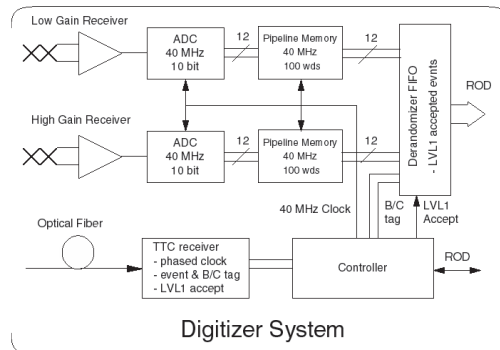 Low Gain Receiver
ADC
40 MHz
10 bit
12
Pipeline Memory
40 MHz
100 wds
12
Derandomizer FIFO
- LVL1 accepted evnts
ROD
High Gain Receiver
ADC
40 MHz
10 bit
12
Pipeline Memory
40 MHz
100 wds
12
40 MHz Clock
B/C
tag
LVL1
Accept
Optical Fiber
TTC receiver
- phased clock
- event & B/C tag
- LVL1 accept
Controller
ROD
Digitizer System